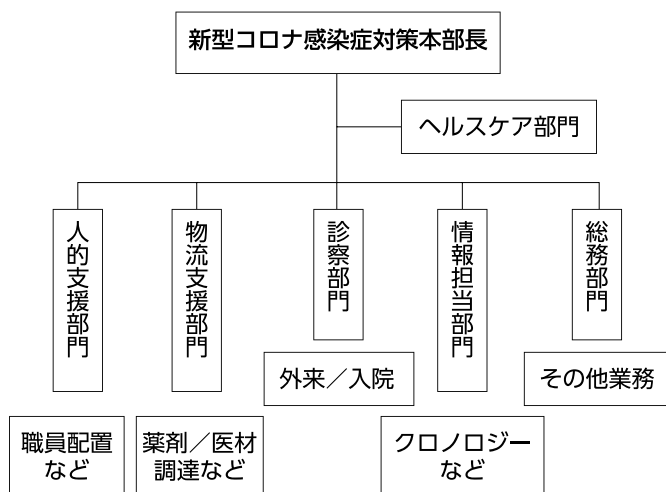 新型コロナ感染症対策本部長
ヘルスケア部門
人的支援部門
物流支援部門
診察部門
情報担当部門
総務部門
外来／入院
その他業務
職員配置
など
薬剤／医材
調達など
クロノロジー
など